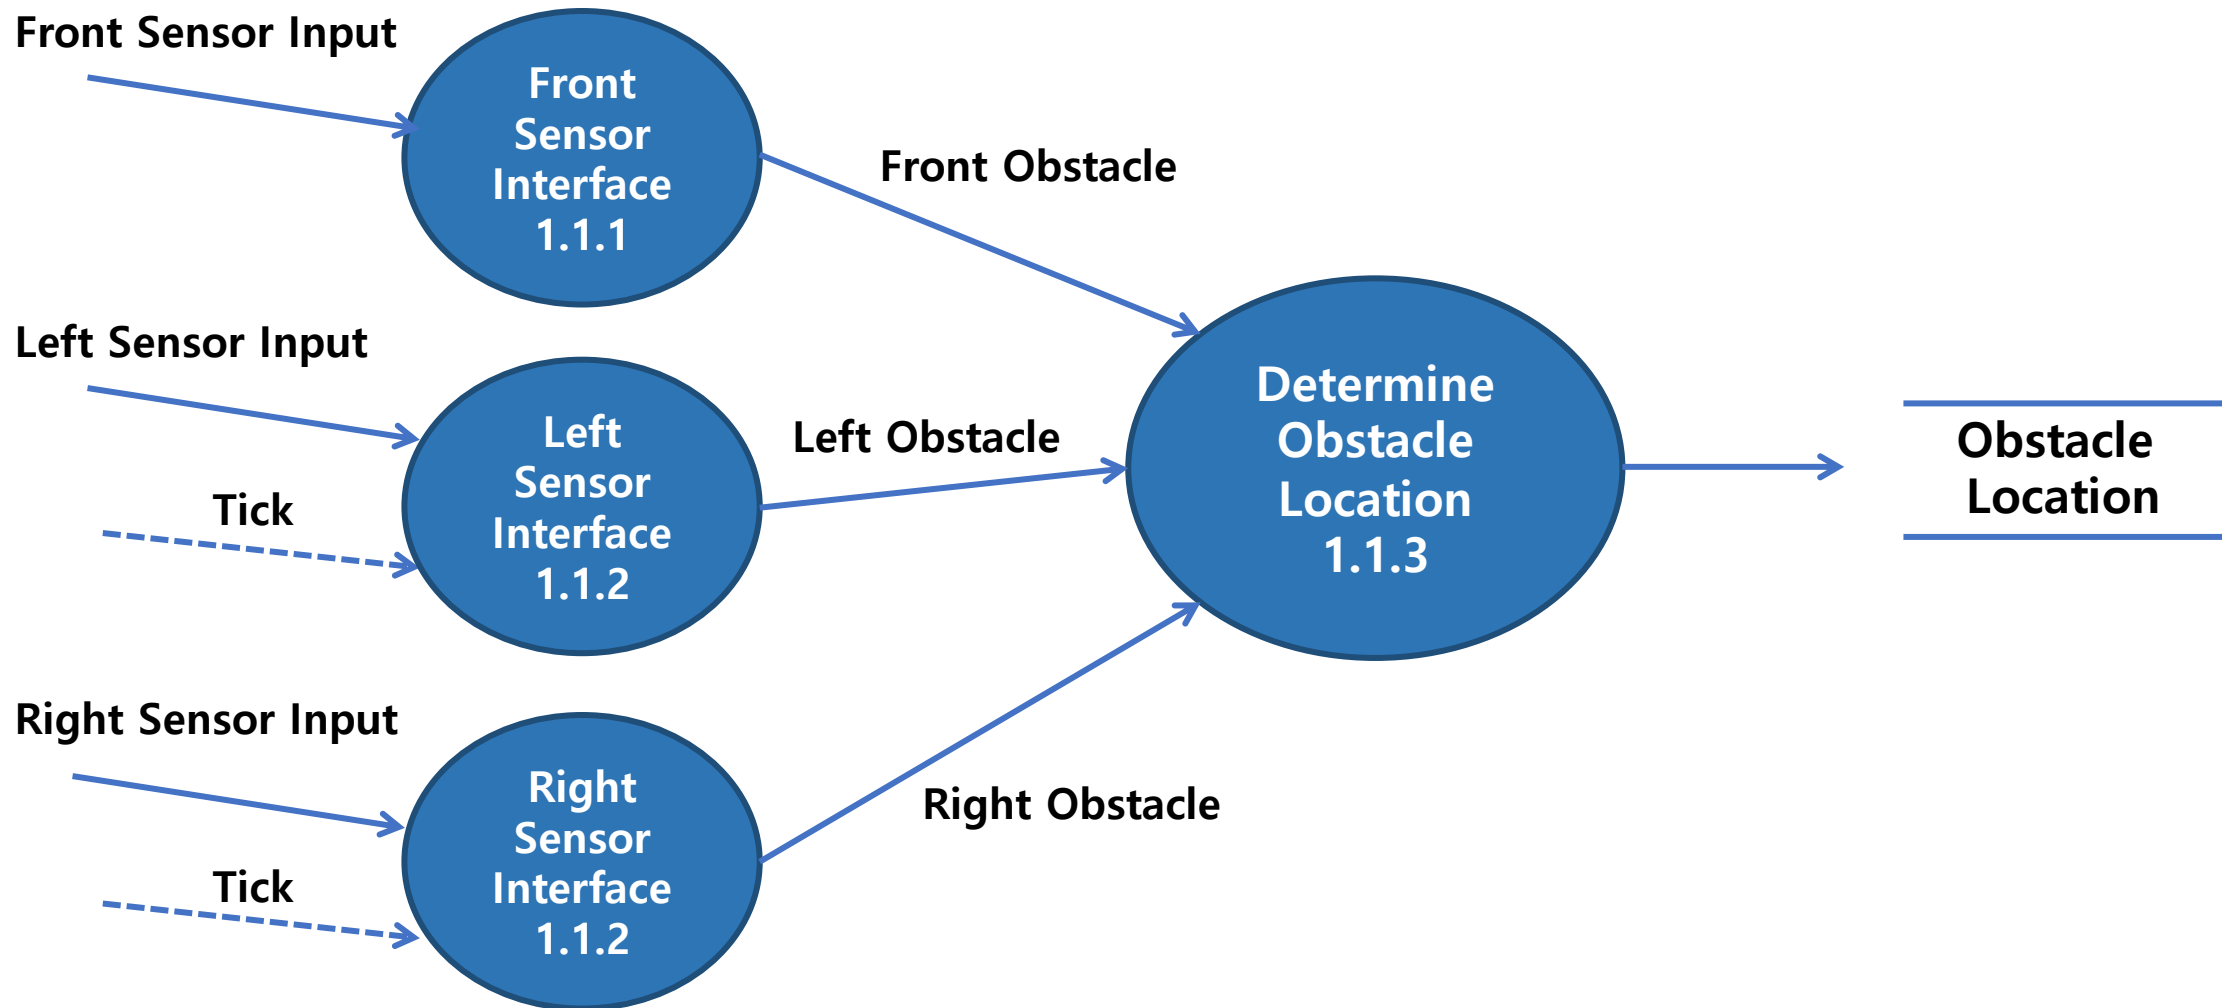 Front Sensor Input
Front
Sensor
Interface
1.1.1
Front Obstacle
Left Sensor Input
Left
Sensor
Interface
1.1.2
Tick
Left Obstacle
Determine
Obstacle
Location
1.1.3
Obstacle
Location
Right Sensor Input
Right
Sensor
Interface
1.1.2
Tick
Right Obstacle